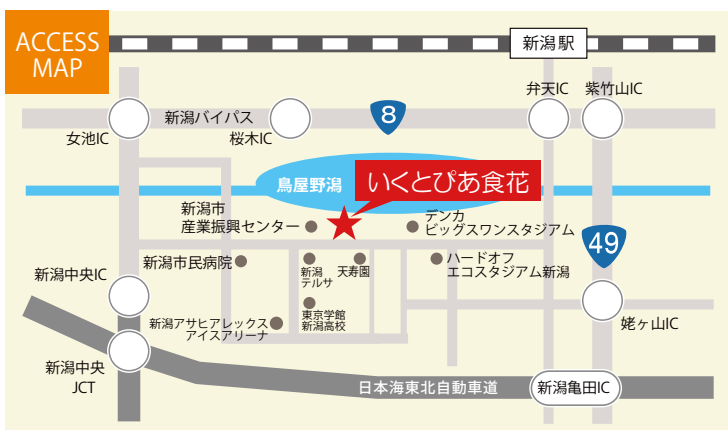 ACCESS
MAP
新潟駅
弁天IC
紫竹山IC
新潟バイパス
8
女池IC
桜木IC
鳥屋野潟
いくとぴあ食花
新潟市
産業振興センター
デンカ
ビッグスワンスタジアム
49
新潟市民病院
新潟
テルサ
天寿園
ハードオフ
エコスタジアム新潟
新潟中央IC
東京学館
新潟高校
新潟アサヒアレックス
アイスアリーナ
姥ヶ山IC
新潟中央
JCT
日本海東北自動車道
新潟亀田IC